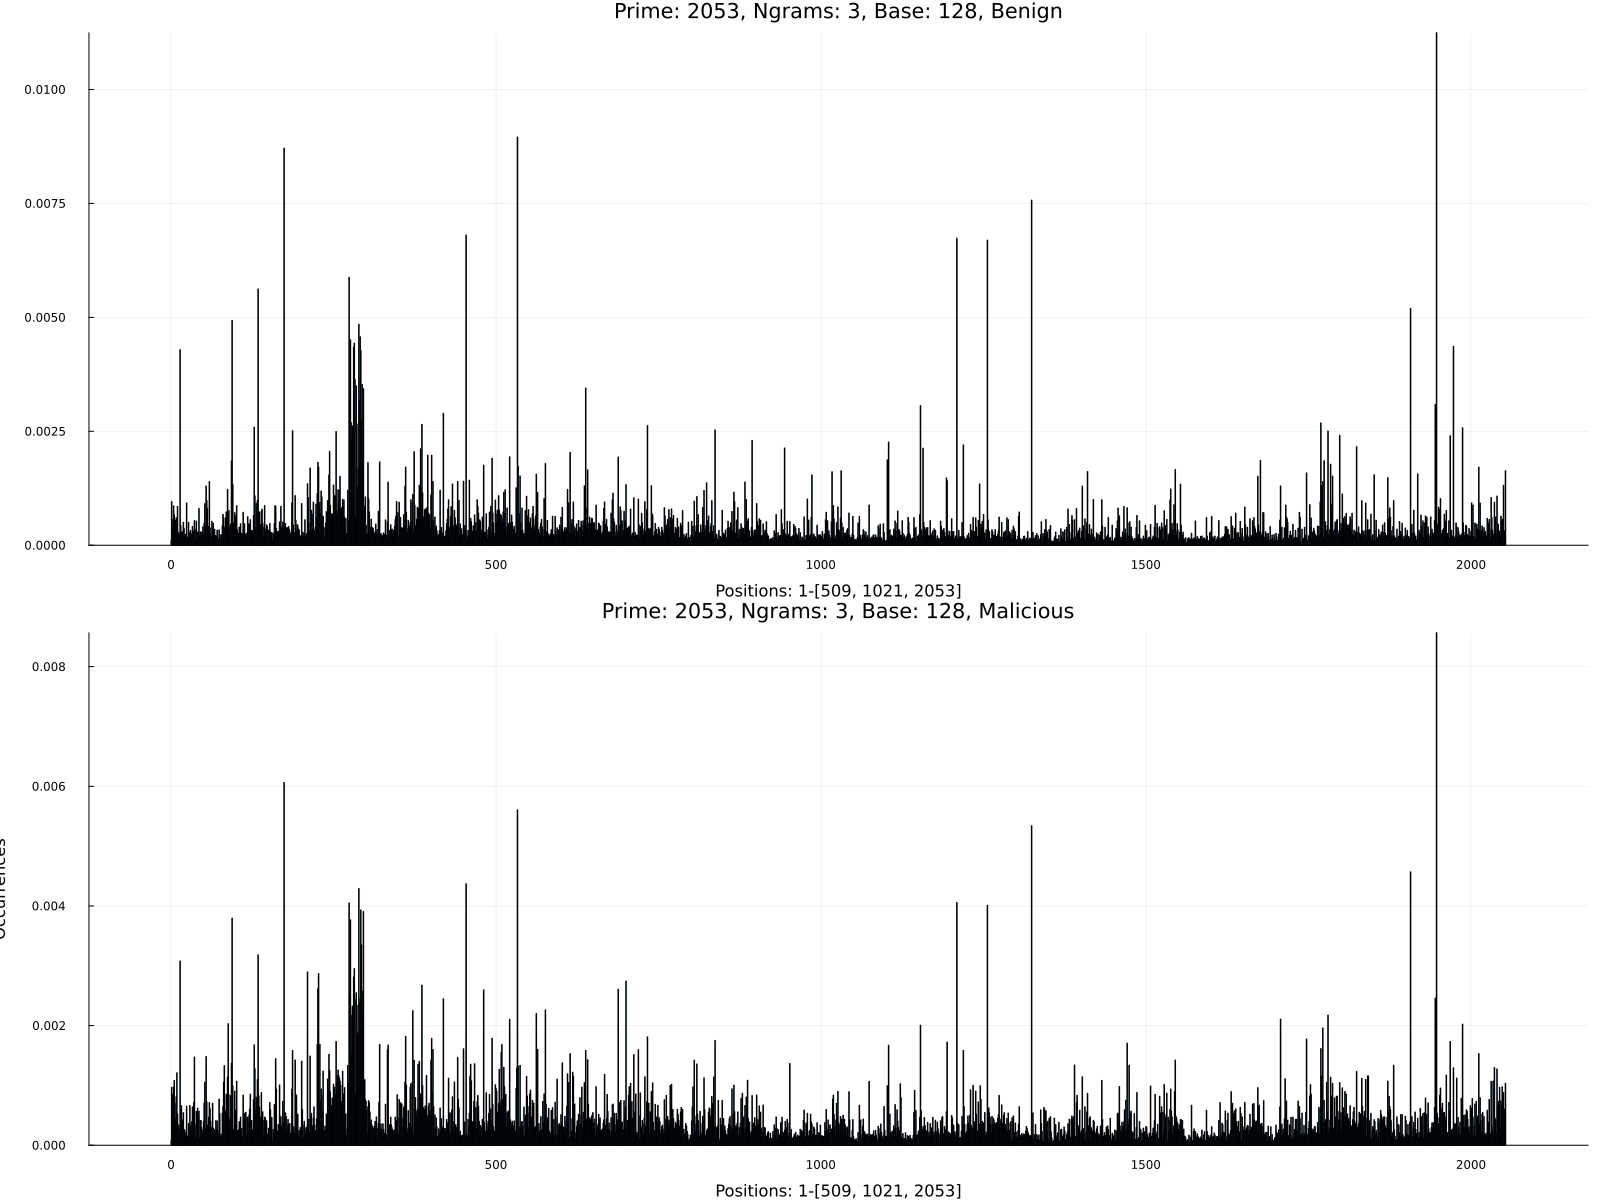 Prime: 2053, Ngrams: 3, Base: 128, Benign
0.0100
0.0075
0.0050
0.0025
0.0000
0 500 1000 1500 2000
Positions: 1-[509, 1021, 2053]
Prime: 2053, Ngrams: 3, Base: 128, Malicious
0.008
0.006
0.004
0.002
0.000
Occurrences
0 500 1000 1500 2000
Positions: 1-[509, 1021, 2053]